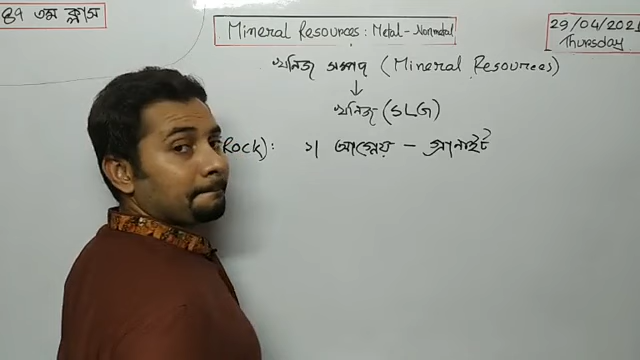 ৪৭ তম ক্লাস
Mineral Resources: Metal-Nonmetal
29/04/2021
Thursday
খনিজ সম্পদ (Mineral Resources)
↓
খনিজ (SLG)
Rock): ১। আগ্নেয় - গ্রানাইট